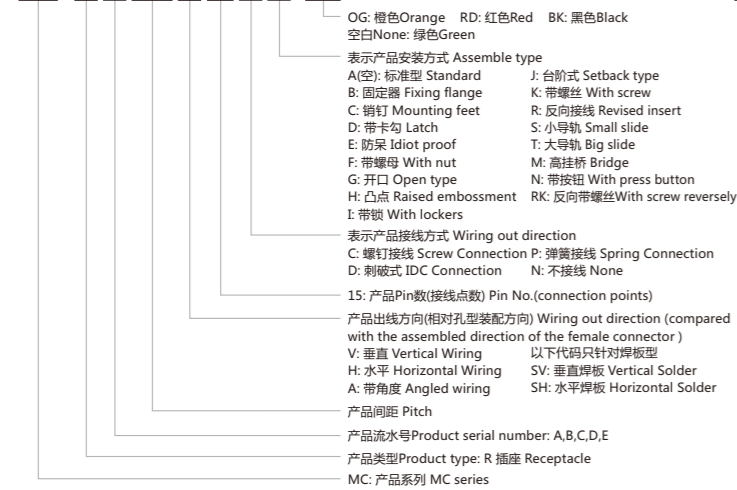 OG: 橙色Orange RD: 红色Red BK: 黑色Black
空白None: 绿色Green
表示产品安装方式 Assemble type
A(空): 标准型 Standard J: 台阶式 Setback type
B: 固定器 Fixing flange K: 带螺丝 With screw
C: 销钉 Mounting feet R: 反向接线 Revised insert
D: 带卡勾 Latch S: 小导轨 Small slide
E: 防呆 Idiot proof T: 大导轨 Big slide
F: 带螺母 With nut M: 高挂桥 Bridge
G: 开口 Open type N: 带按钮 With press button
H: 凸点 Raised embossment RK: 反向带螺丝With screw reversely
I: 带锁 With lockers
表示产品接线方式 Wiring out direction
C: 螺钉接线 Screw Connection P: 弹簧接线 Spring Connection
D: 刺破式 IDC Connection N: 不接线 None
15: 产品Pin数(接线点数) Pin No.(connection points)
产品出线方向(相对孔型装配方向) Wiring out direction (compared
with the assembled direction of the female connector )
V: 垂直 Vertical Wiring 以下代码只针对焊板型
H: 水平 Horizontal Wiring SV: 垂直焊板 Vertical Solder
A: 带角度 Angled wiring SH: 水平焊板 Horizontal Solder
产品间距 Pitch
产品流水号Product serial number: A,B,C,D,E
产品类型Product type: R 插座 Receptacle
MC: 产品系列 MC series